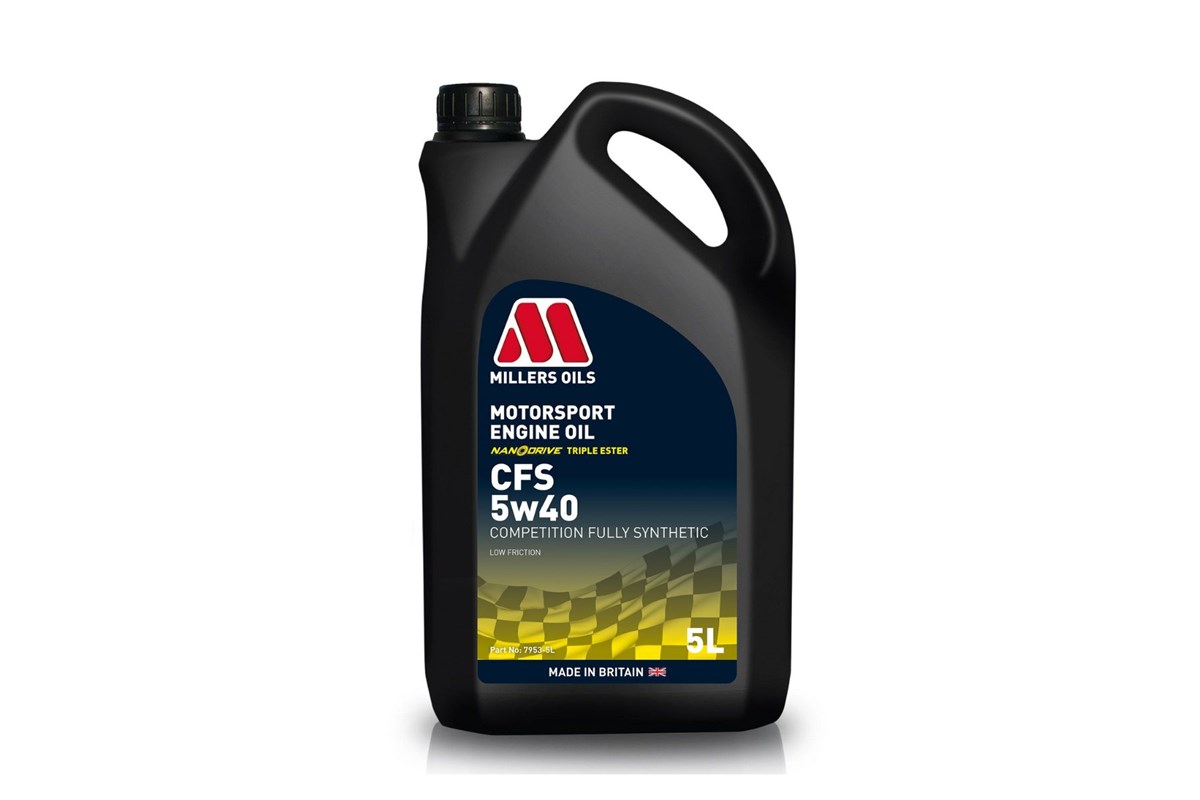 MILLERS OILS
MOTORSPORT
ENGINE OIL
NANODRIVE TRIPLE ESTER
CFS
5w40
COMPETITION FULLY SYNTHETIC
LOW FRICTION
Part No: 7953-5L
5L
MADE IN BRITAIN